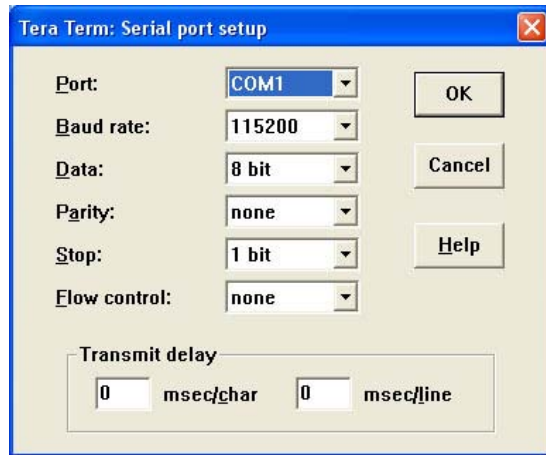 Tera Term: Serial port setup
Port: COM1
Baud rate: 115200
Data: 8 bit
Parity: none
Stop: 1 bit
Flow control: none
OK
Cancel
Help
Transmit delay
0 msec/char 0 msec/line